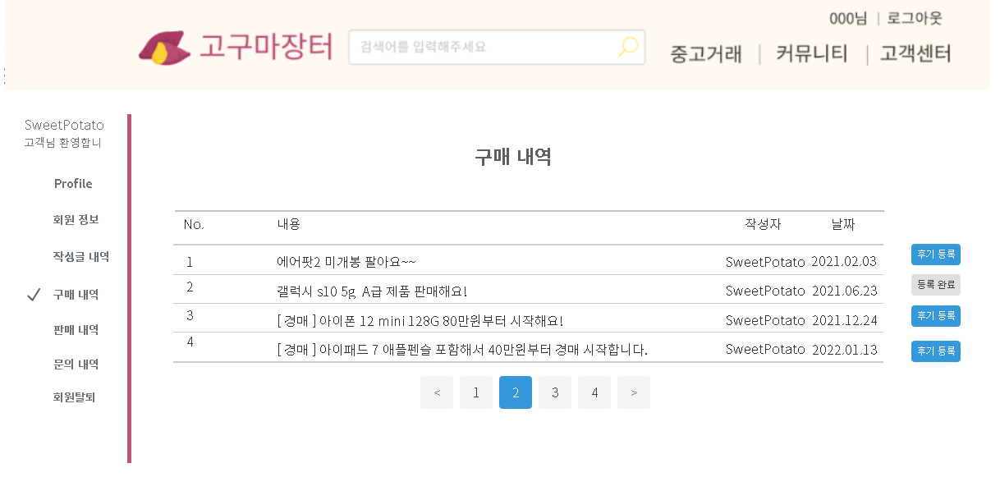 000님 | 로그아웃
고구마장터
검색어를 입력해주세요
중고거래 | 커뮤니티 | 고객센터
SweetPotato
고객님 환영합니
Profile
회원 정보
작성글 내역
구매 내역
판매 내역
문의 내역
회원탈퇴
구매 내역
No. 내용 작성자 날짜
1 에어팟2 미개봉 팔아요~~ SweetPotato 2021.02.03 후기 등록
2 갤럭시 s10 5g A급 제품 판매해요! SweetPotato 2021.06.23 등록 완료
3 [ 경매 ] 아이폰 12 mini 128G 80만원부터 시작해요! SweetPotato 2021.12.24 후기 등록
4 [ 경매 ] 아이패드 7 애플펜슬 포함해서 40만원부터 경매 시작합니다. SweetPotato 2022.01.13 후기 등록
< 1 2 3 4 >